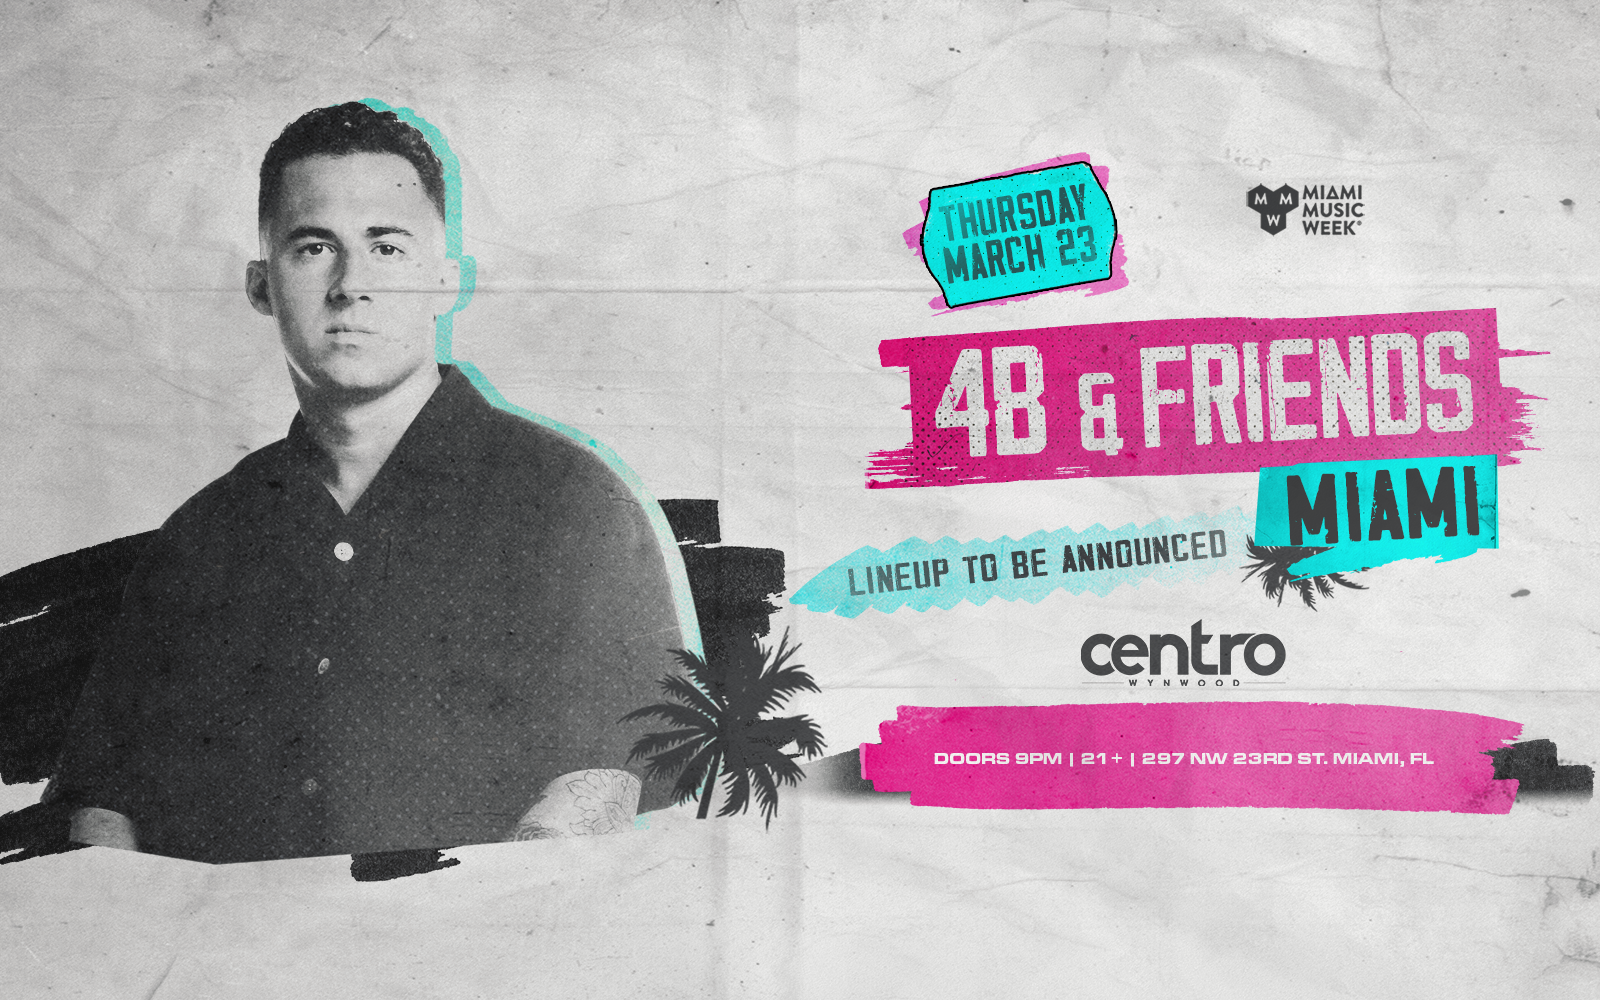 THURSDAY
MARCH 23
MMW
MIAMI
MUSIC
WEEK
4B & FRIENDS
MIAMI
LINEUP TO BE ANNOUNCED
centro
WYNWOOD
DOORS 9PM | 21+ | 297 NW 23RD ST. MIAMI, FL